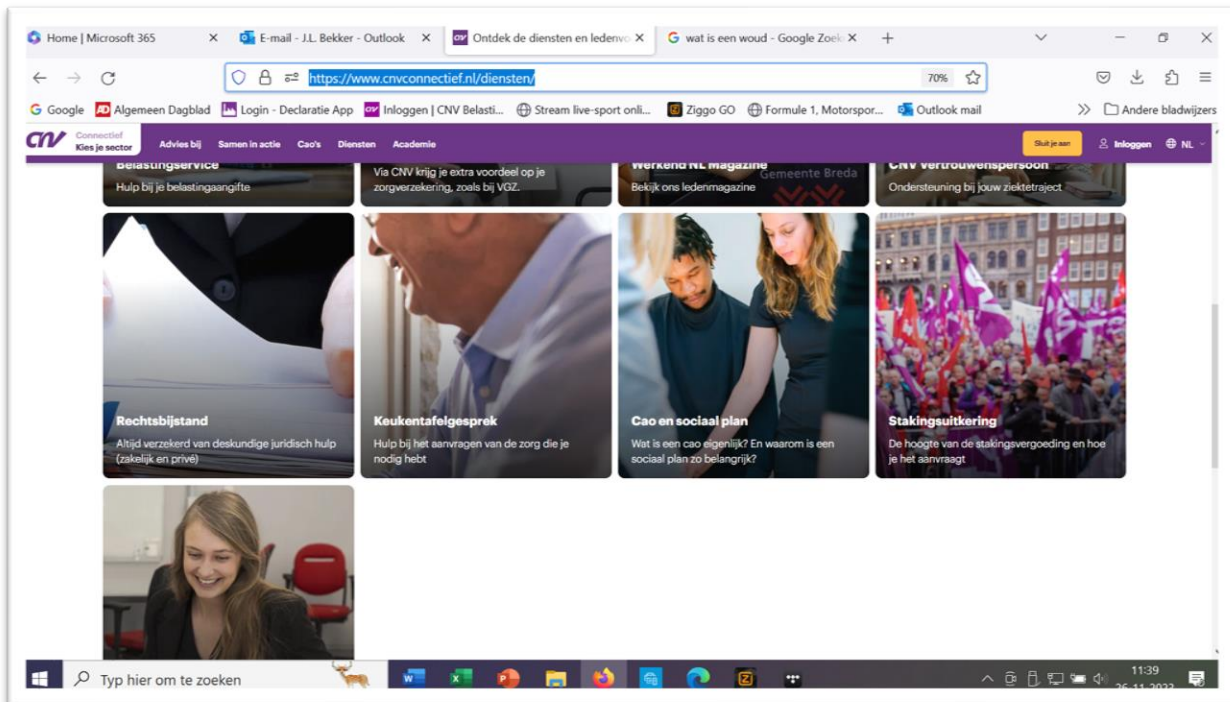 Home | Microsoft 365
E-mail - J.L. Bekker - Outlook
Ontdek de diensten en ledenvo
wat is een woud - Google Zoek
https://www.cnvconnectief.nl/diensten/
70%
Google
Algemeen Dagblad
Login - Declaratie App
Inloggen | CNV Belasti...
Stream live-sport onli...
Ziggo GO
Formule 1, Motorspor...
Outlook mail
Andere bladwijzers
CNV Connectief
Kies je sector
Advies bij
Samen in actie
Cao's
Diensten
Academie
Sluit je aan
Inloggen
NL
Belastingservice
Hulp bij je belastingaangifte
Via CNV krijg je extra voordeel op je
zorgverzekering, zoals bij VGZ.
Werkend NL Magazine
Gemeente Breda
Bekijk ons ledenmagazine
CNV Vertrouwenspersoon
Ondersteuning bij jouw ziektetraject
Rechtsbijstand
Altijd verzekerd van deskundige juridisch hulp
(zakelijk en privé)
Keukentafelgesprek
Hulp bij het aanvragen van de zorg die je
nodig hebt
Cao en sociaal plan
Wat is een cao eigenlijk? En waarom is een
sociaal plan zo belangrijk?
Stakingsuitkering
De hoogte van de stakingsvergoeding en hoe
je het aanvraagt
Typ hier om te zoeken
11:39
26-11-2023